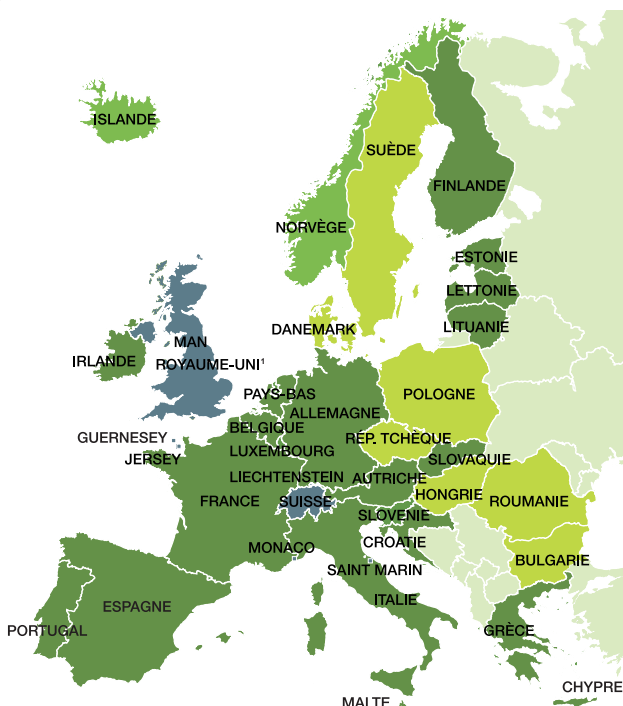 ISLANDE
SUÈDE
FINLANDE
NORVÈGE
ESTONIE
LETTONIE
LITUANIE
DANEMARK
MAN
IRLANDE
ROYAUME-UNI¹
PAYS-BAS
POLOGNE
ALLEMAGNE
BELGIQUE
GUERNESEY
RÉP. TCHÈQUE
LUXEMBOURG
JERSEY
SLOVAQUIE
LIECHTENSTEIN
AUTRICHE
FRANCE
SUISSE
HONGRIE
ROUMANIE
SLOVENIE
CROATIE
MONACO
BULGARIE
SAINT MARIN
ESPAGNE
ITALIE
PORTUGAL
GRÈCE
CHYPRE
MALTE